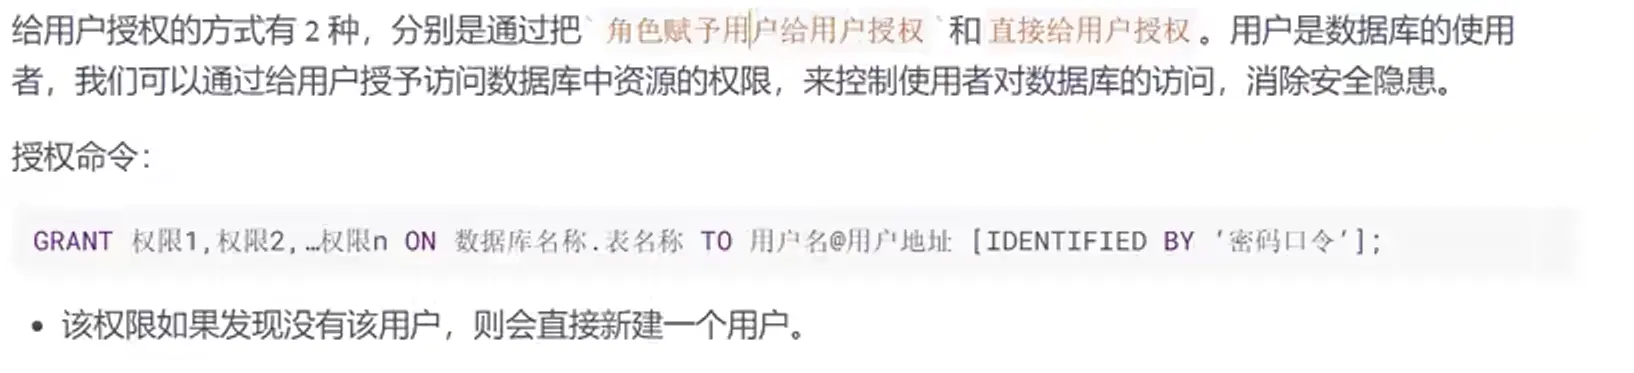 给用户授权的方式有 2 种，分别是通过把` 角色赋予用户给用户授权 `和 直接给用户授权 。用户是数据库的使用
者，我们可以通过给用户授予访问数据库中资源的权限，来控制使用者对数据库的访问，消除安全隐患。
授权命令：
GRANT 权限1,权限2,…权限n ON 数据库名称.表名称 TO 用户名@用户地址 [IDENTIFIED BY ‘密码口令’];
• 该权限如果发现没有该用户，则会直接新建一个用户。